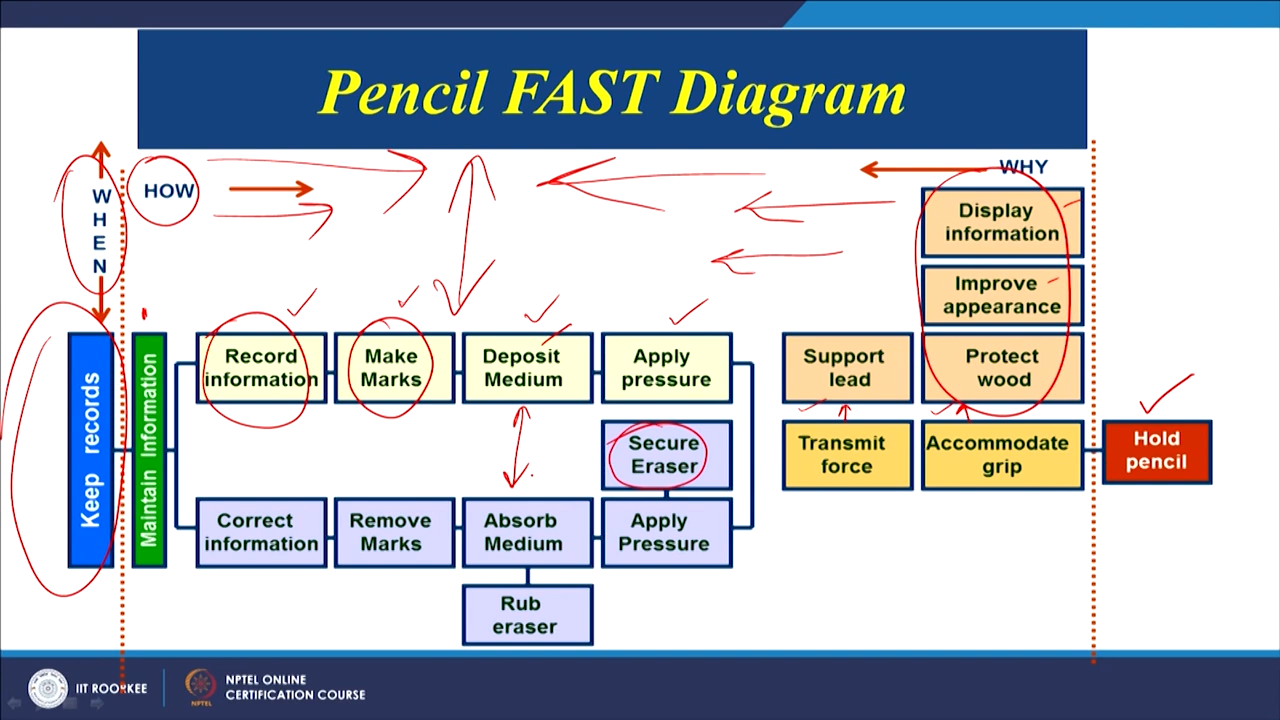 Pencil FAST Diagram
WHEN
HOW
WHY
Display
information
Improve
appearance
Keep records
Maintain Information
Record
information
Make
Marks
Deposit
Medium
Apply
pressure
Support
lead
Protect
wood
Secure
Eraser
Transmit
force
Accommodate
grip
Hold
pencil
Correct
information
Remove
Marks
Absorb
Medium
Apply
Pressure
Rub
eraser
IIT ROORKEE
NPTEL
NPTEL ONLINE
CERTIFICATION COURSE